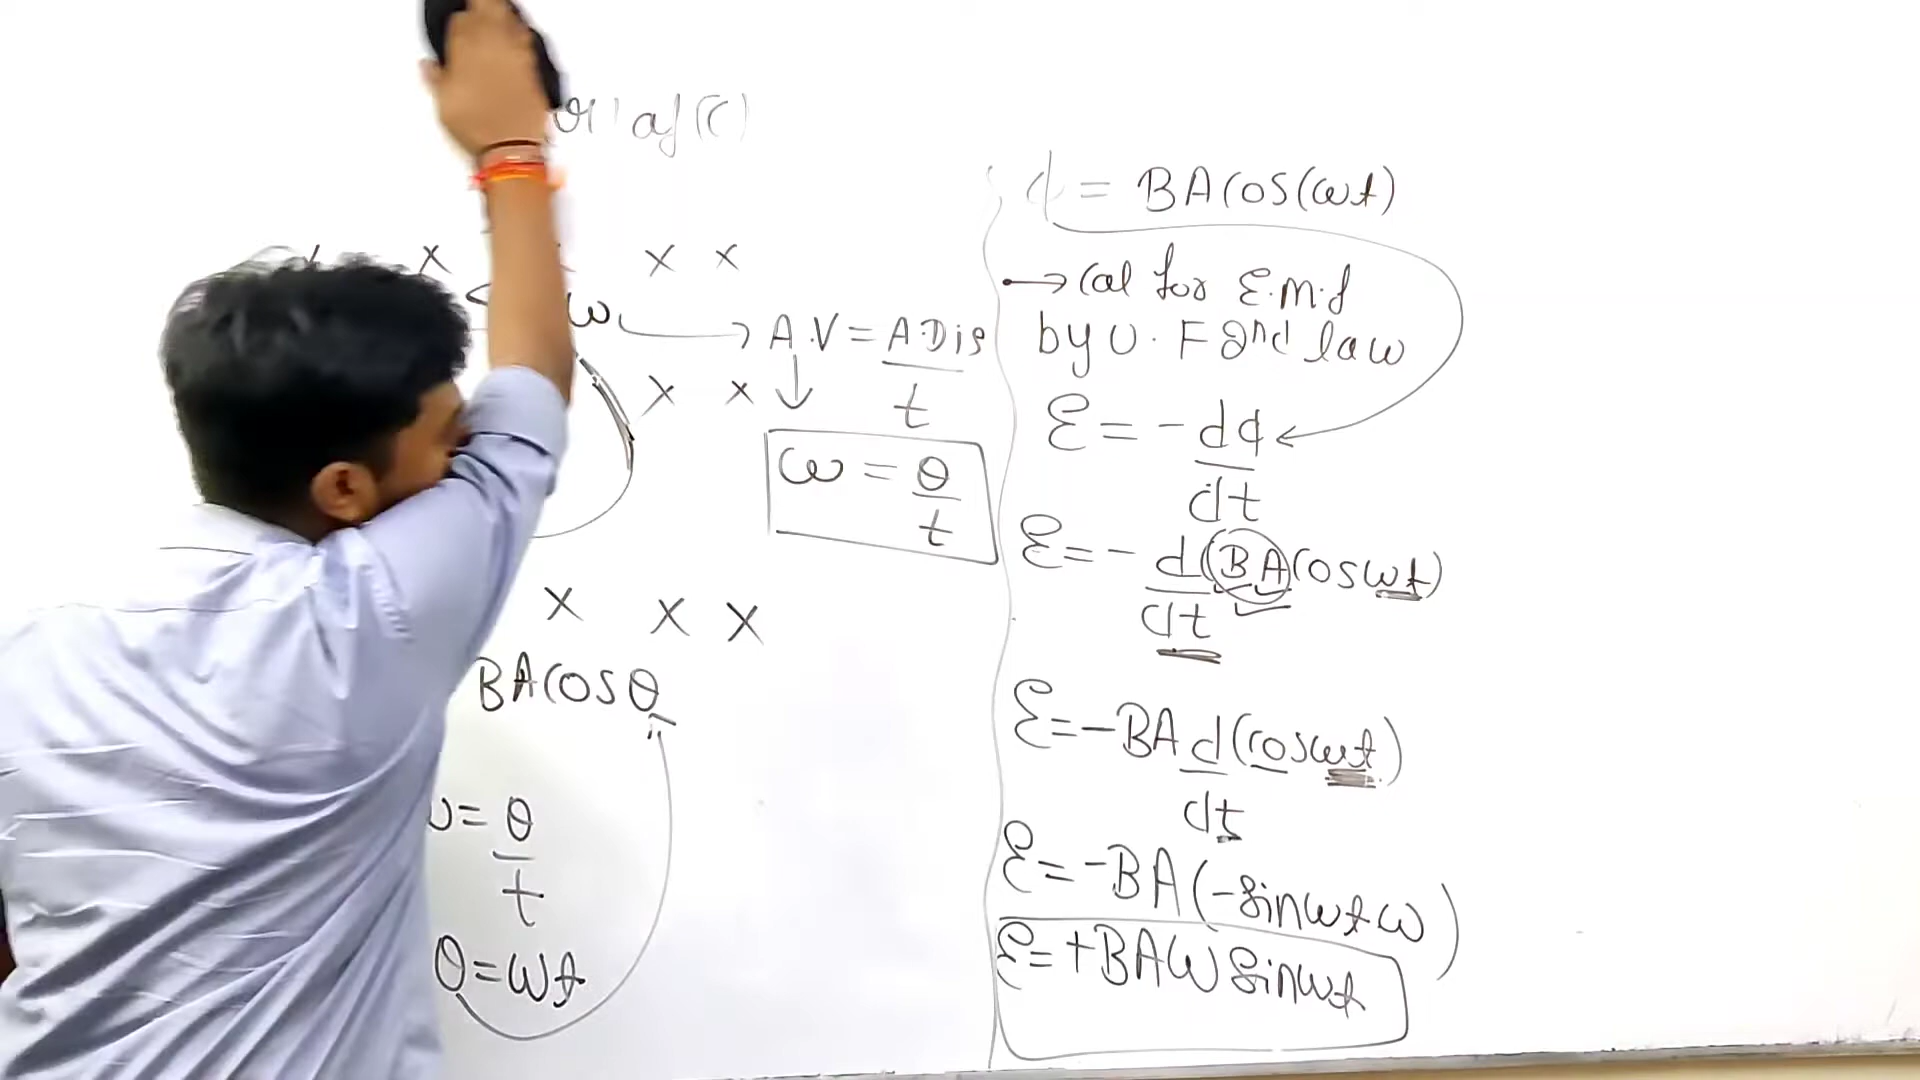 x x x x
ω → A.V = A.Dis
t
x x
ω = θ
t
x x x
BACOSθ
= θ
t
θ = ωt
ϕ = BACOS(ωt)
→ Cal for E.M.f
by U. F 2nd law
ε = -dϕ
dt
ε = - d(BACOSωt)
dt
ε = -BA d(cosωt)
dt
ε = -BA(-sinωtω)
ε = +BAW sinωt